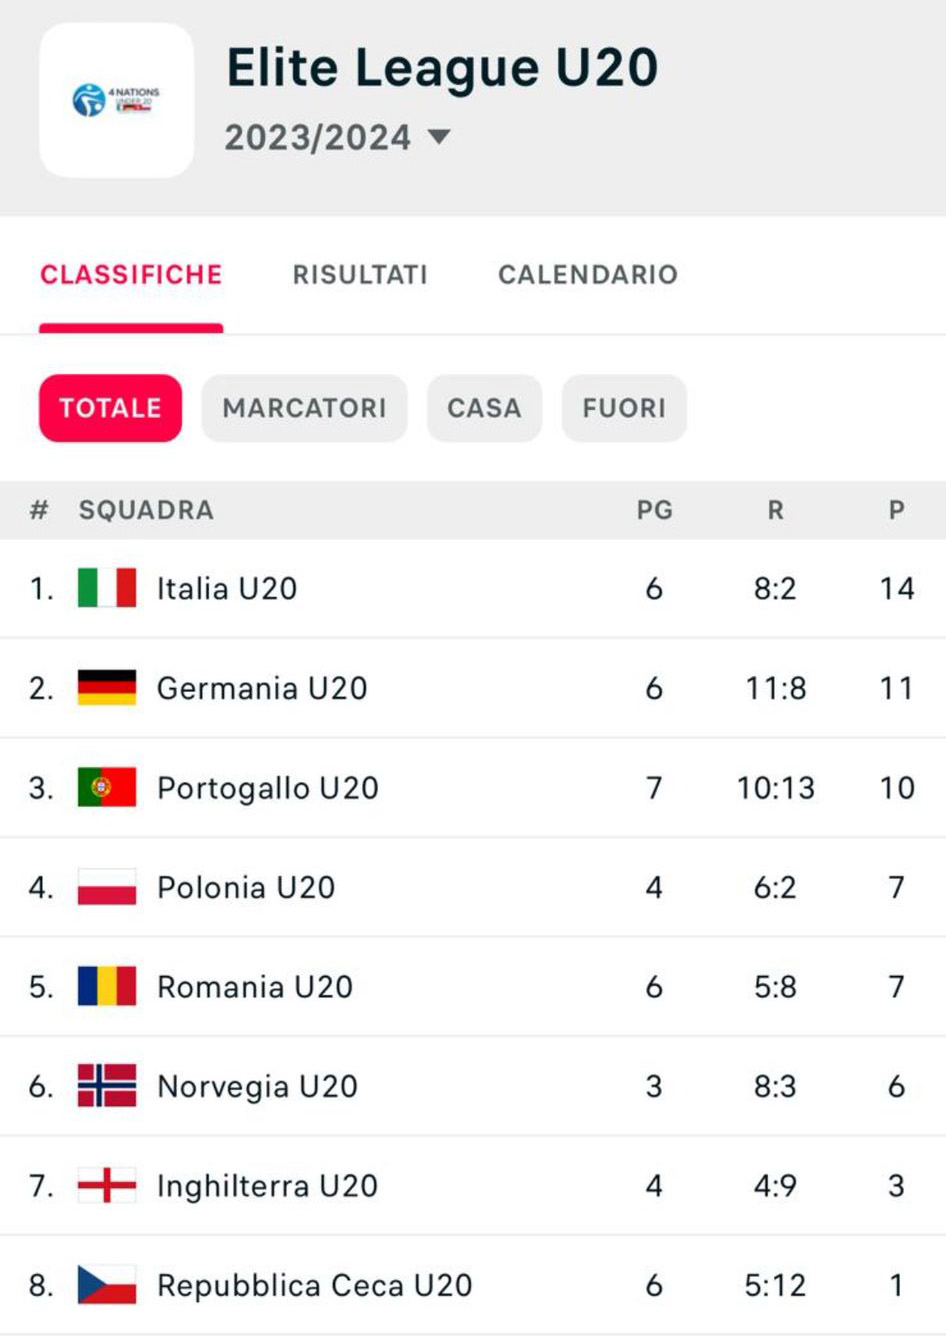 4 NATIONS
UNDER 20
Elite League U20
2023/2024
CLASSIFICHE RISULTATI CALENDARIO
TOTALE MARCATORI CASA FUORI
# SQUADRA PG R P
1. Italia U20 6 8:2 14
2. Germania U20 6 11:8 11
3. Portogallo U20 7 10:13 10
4. Polonia U20 4 6:2 7
5. Romania U20 6 5:8 7
6. Norvegia U20 3 8:3 6
7. Inghilterra U20 4 4:9 3
8. Repubblica Ceca U20 6 5:12 1